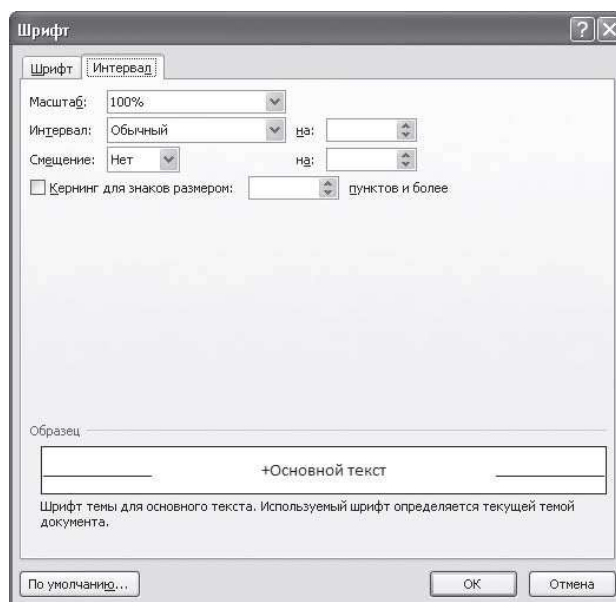 Шрифт
Шрифт Интервал
Масштаб: 100%
Интервал: Обычный на:
Смещение: Нет на:
Кернинг для знаков размером: пунктов и более
Образец
+Основной текст
Шрифт темы для основного текста. Используемый шрифт определяется текущей темой
документа.
По умолчанию... ОК Отмена